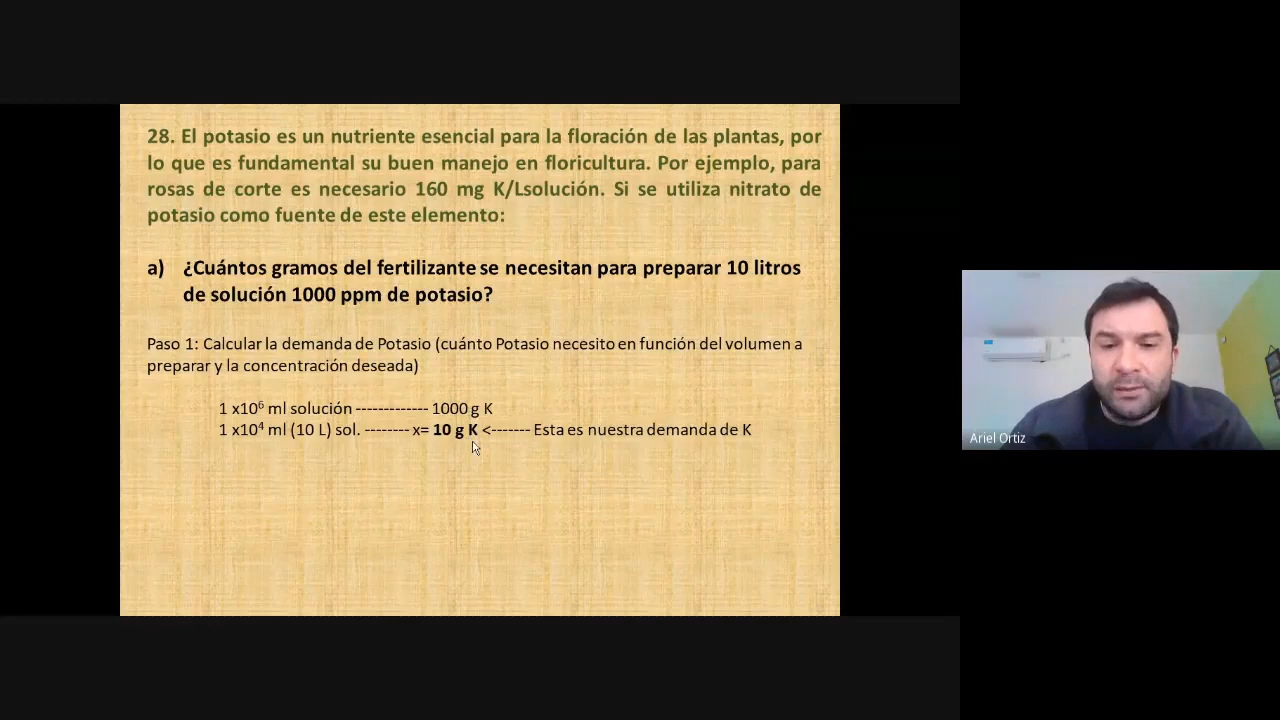 28. El potasio es un nutriente esencial para la floración de las plantas, por
lo que es fundamental su buen manejo en floricultura. Por ejemplo, para
rosas de corte es necesario 160 mg K/Lsolución. Si se utiliza nitrato de
potasio como fuente de este elemento:
a) ¿Cuántos gramos del fertilizante se necesitan para preparar 10 litros
de solución 1000 ppm de potasio?
Paso 1: Calcular la demanda de Potasio (cuánto Potasio necesito en función del volumen a
preparar y la concentración deseada)
1 x10⁶ ml solución ------------- 1000 g K
1 x10⁴ ml (10 L) sol. -------- x= 10 g K <------- Esta es nuestra demanda de K
Ariel Ortiz